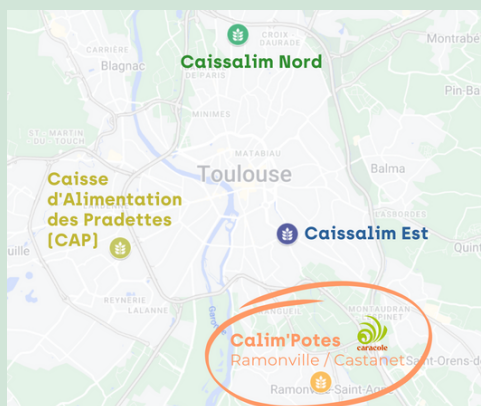 CROIX
DAURADE
CARRIÈRE
Montrabé
Blagnac
Caissalim Nord
DE PARIS
Pin-Ba
MINIMES
ST. MARTIN
DU TOUCH
MATABIAU
Toulouse
Balma
Caisse
d'Alimentation
des Pradettes
(CAP)
LASBORDES
Caissalim Est
Quint
REYNERIE
LALANNE
Garonne
MONTAUDRAN
Calim'Potes
caracole
Ramonville / Castanet
Saint-Orens-de
Ramonville-Saint-Agne